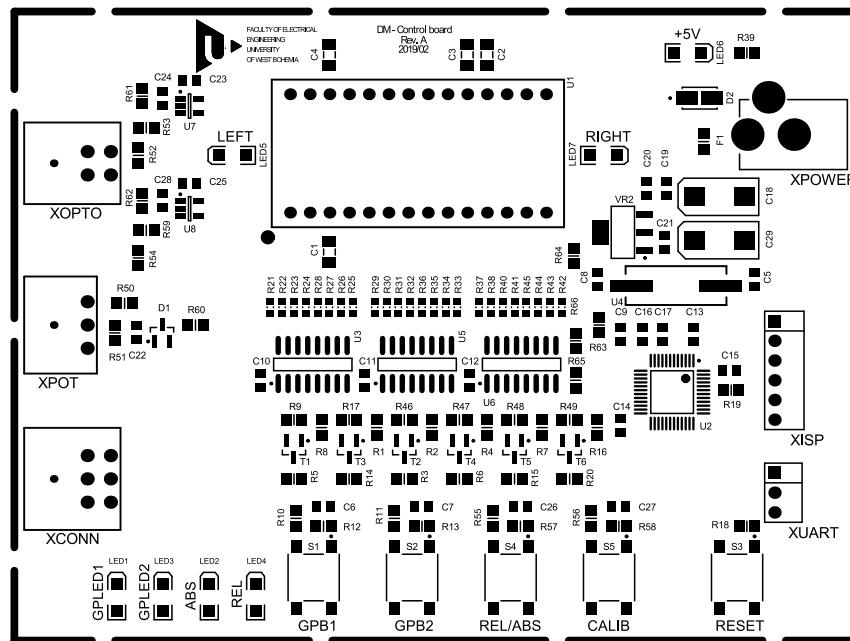 FACULTY OF ELECTRICAL
ENGINEERING
UNIVERSITY
OF WEST BOHEMIA
DM - Control board
Rev. A
2019/02
C4
C3
C2
+5V
LED6
R39
U1
C24
C23
R61
U7
R53
R52
LEFT
LED5
RIGHT
LED7
D2
F1
XPOWER
C28
C25
R62
U8
R59
R54
XOPTO
C20
C19
VR2
C18
C21
C29
C1
R64
C8
U4
C5
R50
D1
R60
R51
C22
XPOT
R21
R22
R23
R24
R28
R27
R26
R25
R29
R30
R31
R32
R36
R35
R34
R33
R37
R38
R40
R41
R45
R44
R43
R42
R66
R63
C9
C16
C17
C13
U3
U5
C10
C11
C12
R65
C15
R19
U6
U2
R9
R17
R46
R47
R48
R49
C14
R8
R1
R2
R4
R7
R16
T1
T3
T2
T4
T5
T6
R5
R14
R3
R6
R15
R20
XISP
XCONN
R10
C6
R12
R11
C7
R13
R55
C26
R57
R56
C27
R58
R18
XUART
S1
S2
S4
S5
S3
LED1
LED3
LED2
LED4
GPLED1
GPLED2
ABS
REL
GPB1
GPB2
REL/ABS
CALIB
RESET